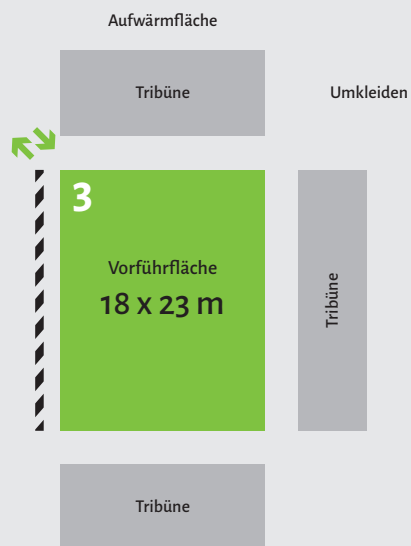 Aufwärmfläche
Tribüne
Umkleiden
3
Vorführfläche
18 x 23 m
Tribüne
Tribüne